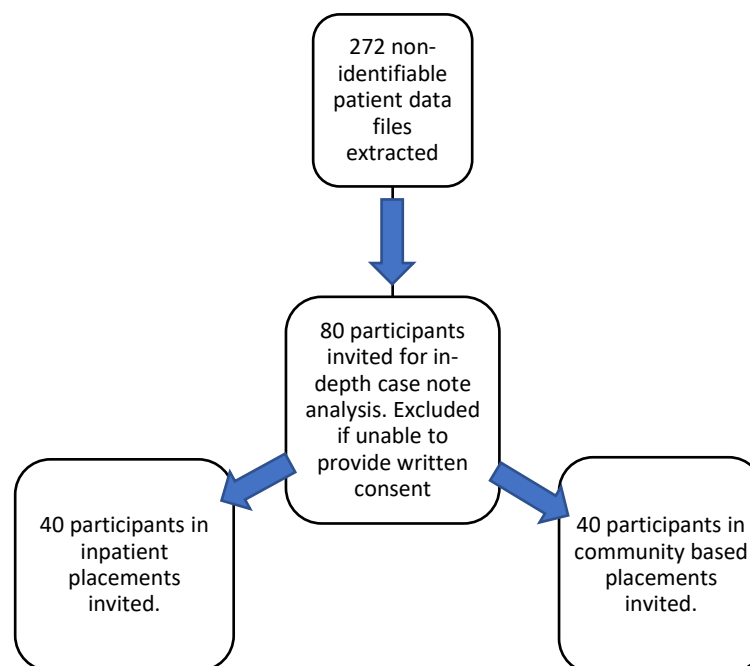 272 non-
identifiable
patient data
files
extracted
80 participants
invited for in-
depth case note
analysis. Excluded
if unable to
provide written
consent
40 participants in
inpatient
placements
invited.
40 participants in
community based
placements
invited.